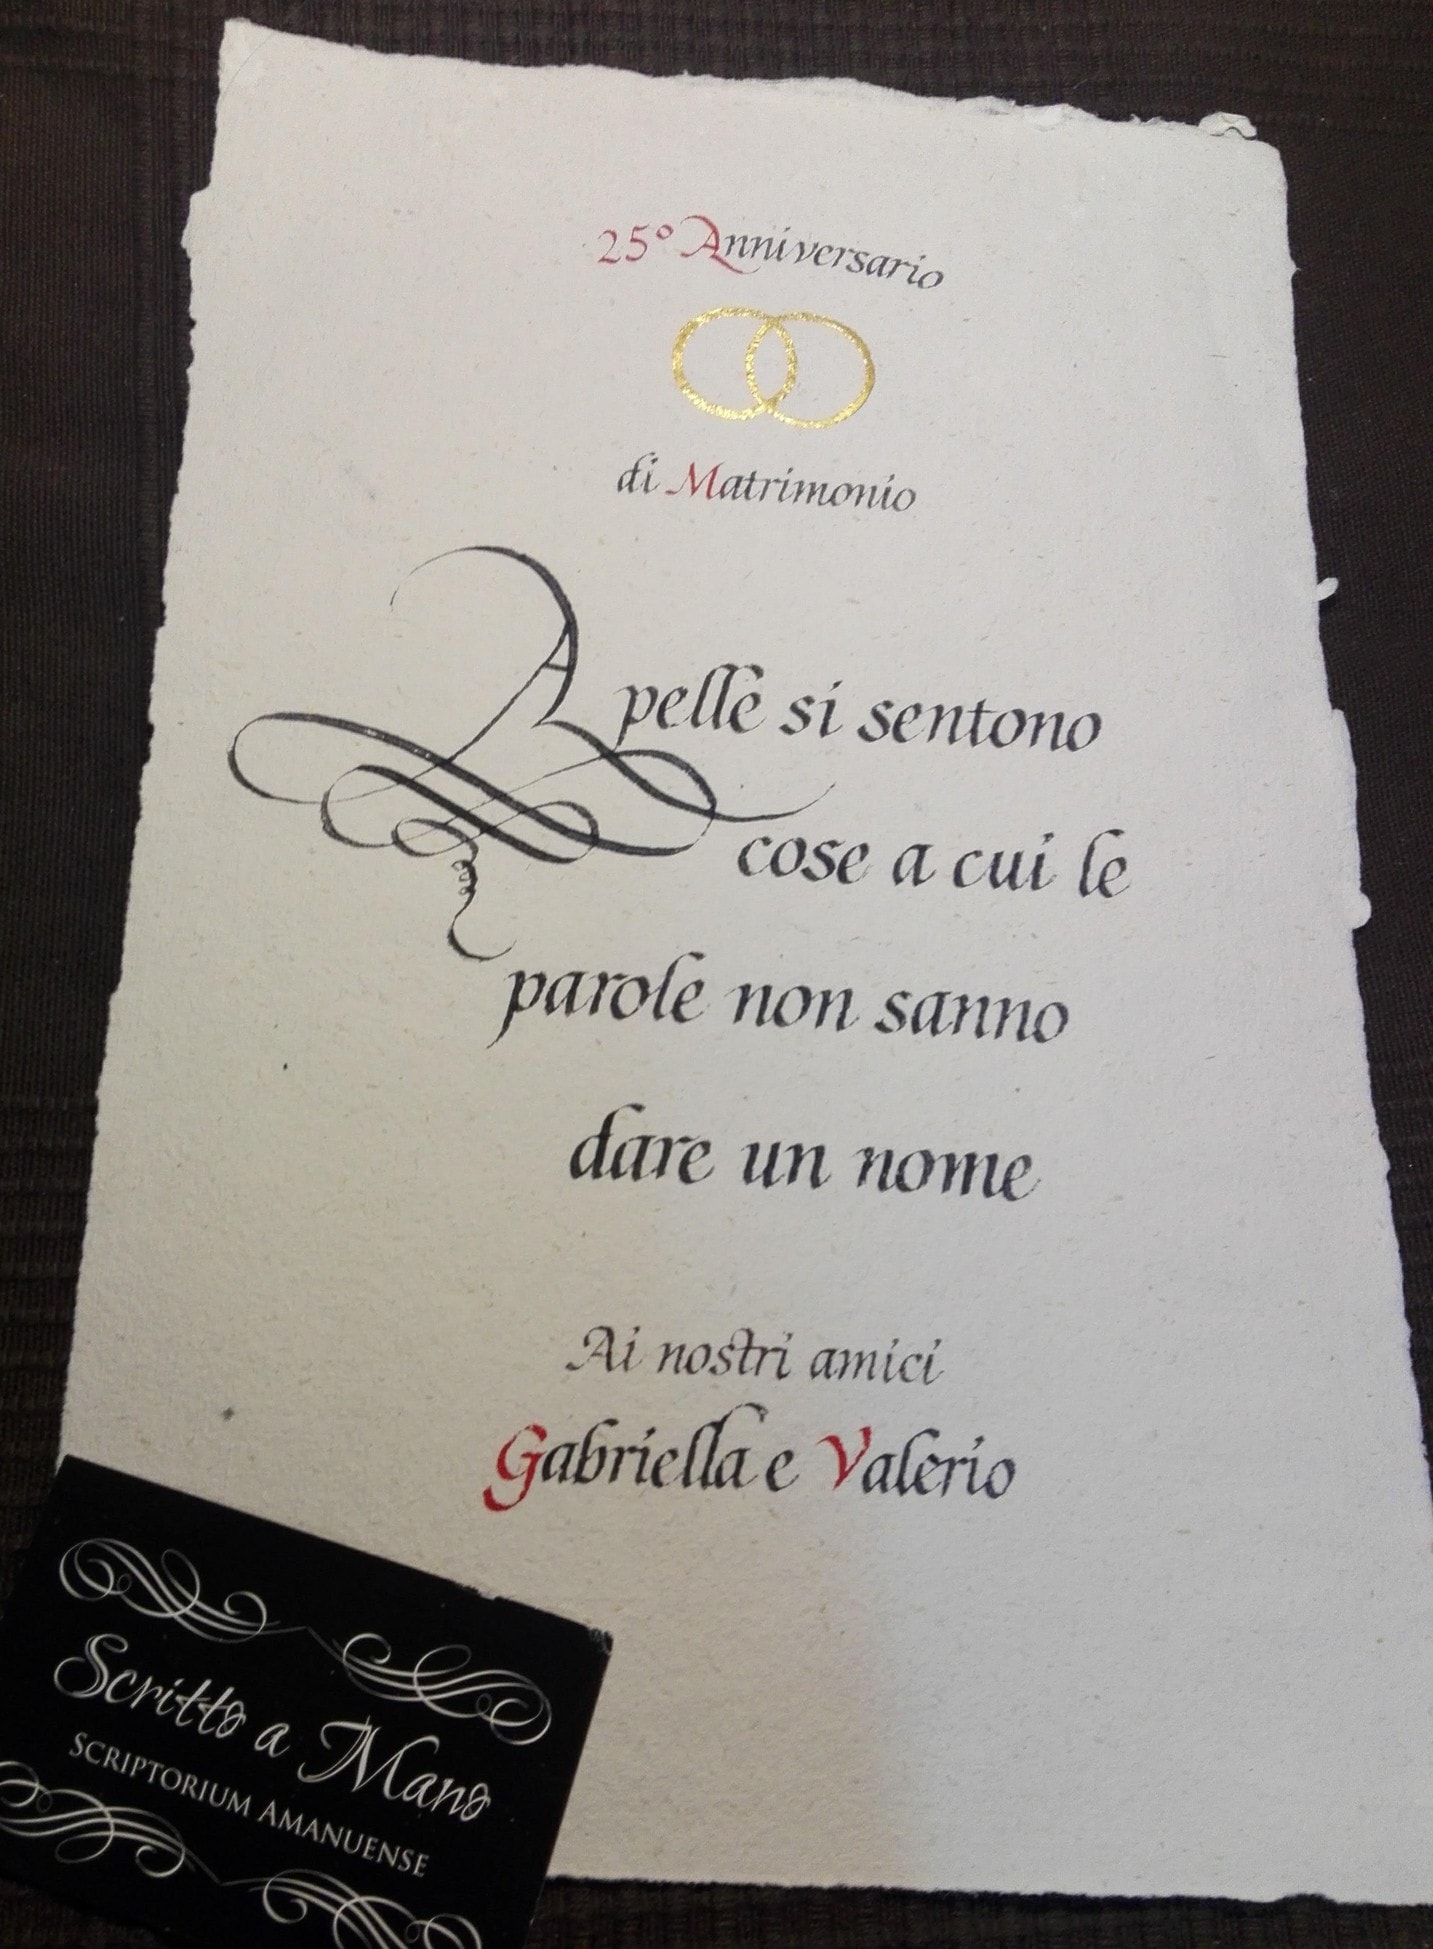 25° Anniversario
di Matrimonio
A pelle si sentono
cose a cui le
parole non sanno
dare un nome
Ai nostri amici
Gabriella e Valerio
Scritto a Mano
SCRIPTORIUM AMANUENSE